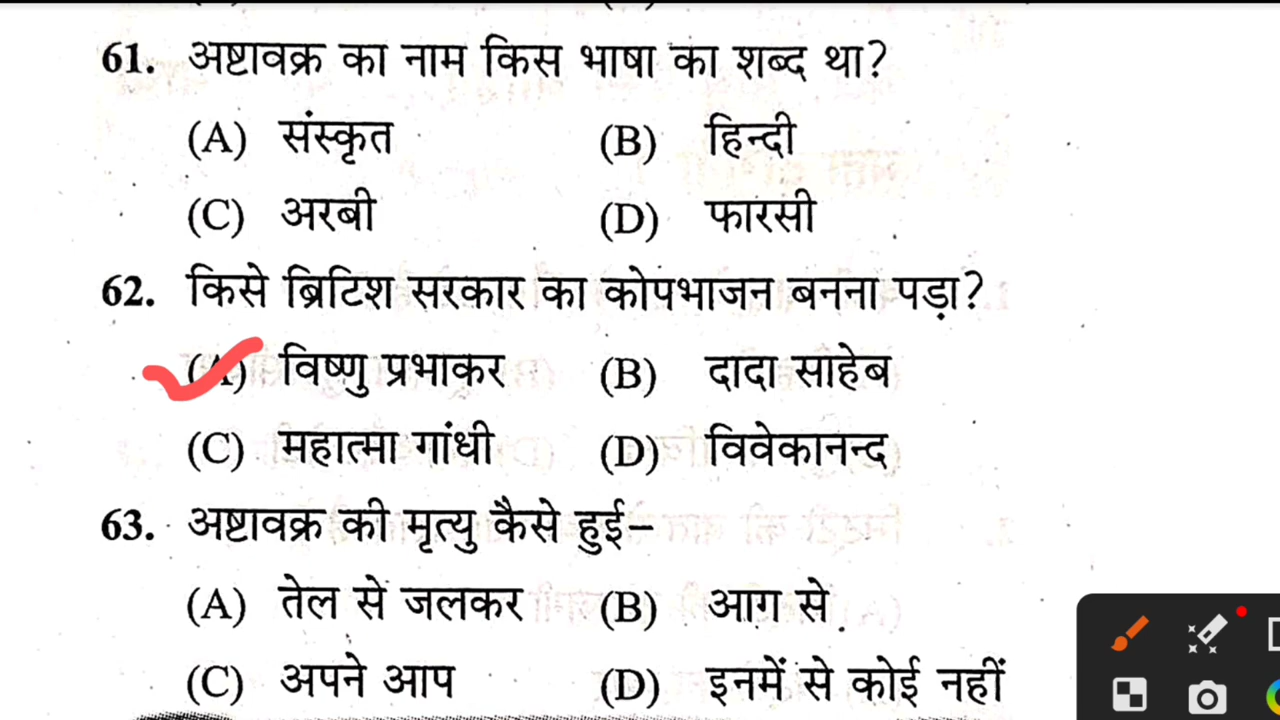 61. अष्टावक्र का नाम किस भाषा का शब्द था?
(A) संस्कृत (B) हिन्दी
(C) अरबी (D) फारसी
62. किसे ब्रिटिश सरकार का कोपभाजन बनना पड़ा?
(A) विष्णु प्रभाकर (B) दादा साहेब
(C) महात्मा गांधी (D) विवेकानन्द
63. अष्टावक्र की मृत्यु कैसे हुई–
(A) तेल से जलकर (B) आग से
(C) अपने आप (D) इनमें से कोई नहीं